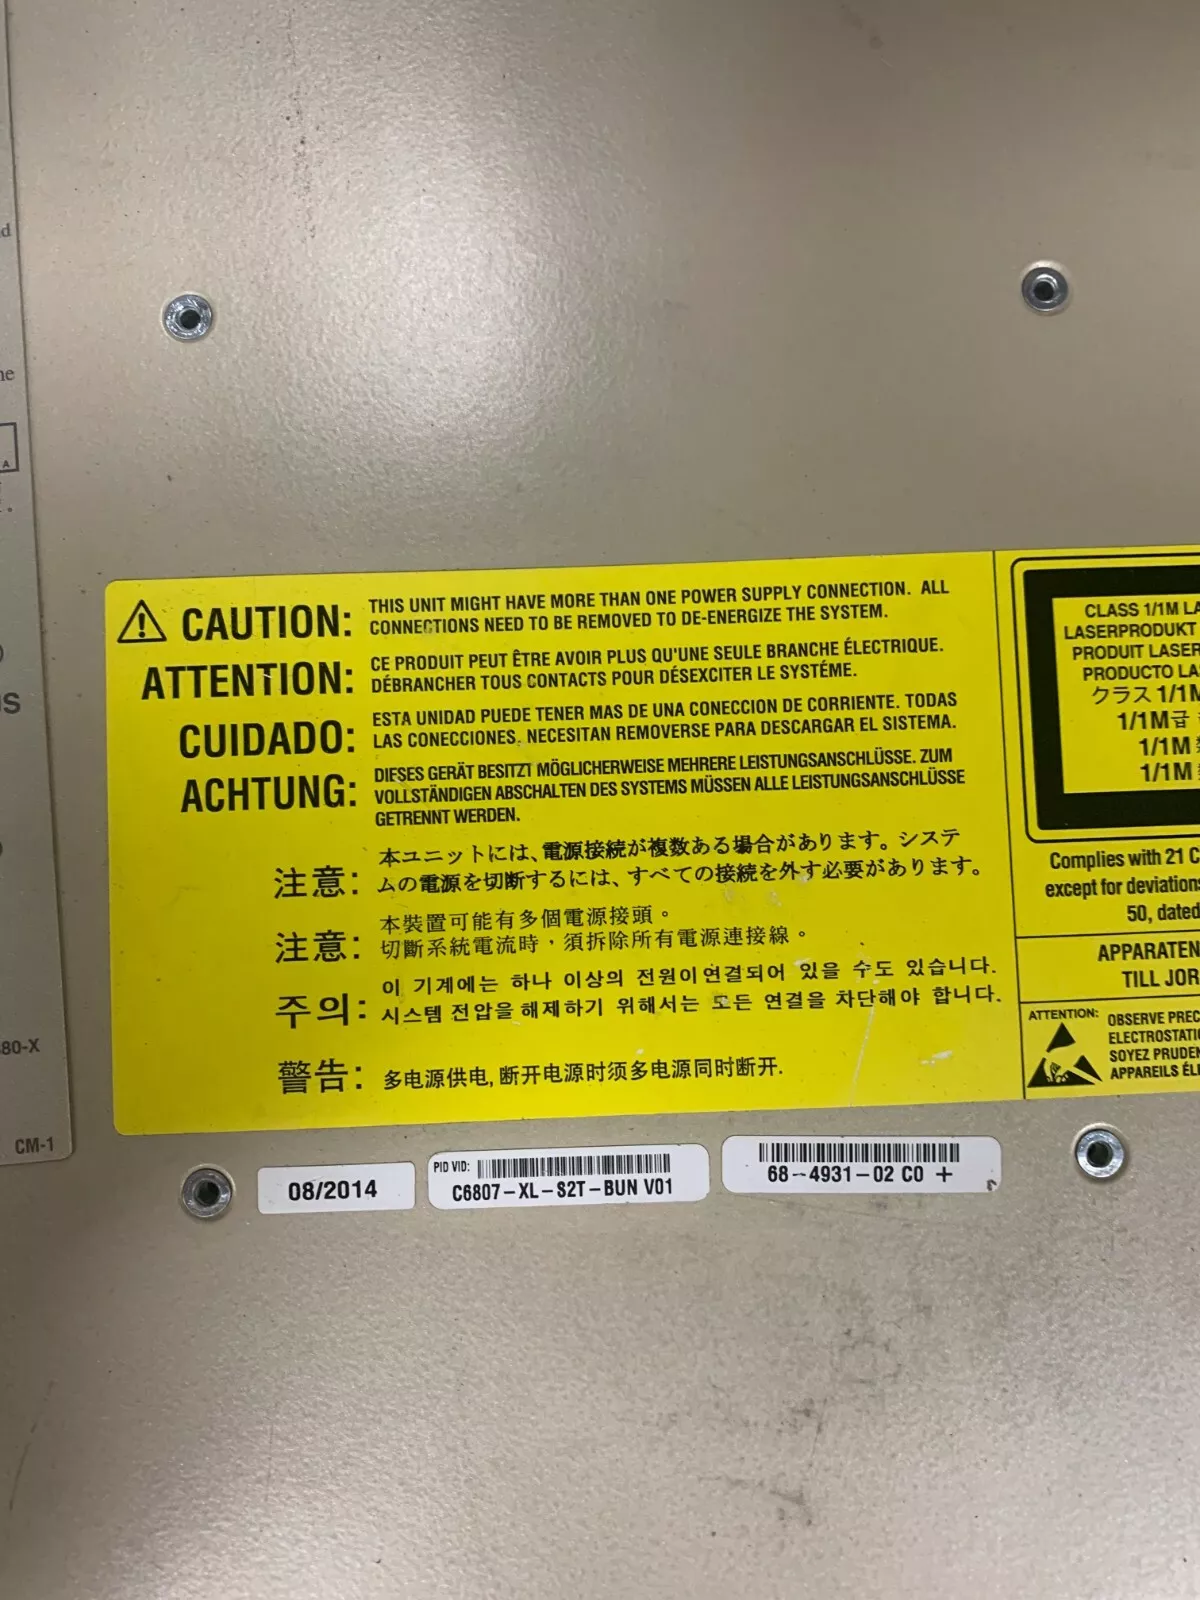 CAUTION:
THIS UNIT MIGHT HAVE MORE THAN ONE POWER SUPPLY CONNECTION. ALL
CONNECTIONS NEED TO BE REMOVED TO DE-ENERGIZE THE SYSTEM.
ATTENTION:
CE PRODUIT PEUT ÊTRE AVOIR PLUS QU'UNE SEULE BRANCHE ÉLECTRIQUE.
DÉBRANCHER TOUS CONTACTS POUR DÉSEXCITER LE SYSTÉME.
CUIDADO:
ESTA UNIDAD PUEDE TENER MAS DE UNA CONECCION DE CORRIENTE. TODAS
LAS CONECCIONES, NECESITAN REMOVERSE PARA DESCARGAR EL SISTEMA.
ACHTUNG:
DIESES GERÄT BESITZT MÖGLICHERWEISE MEHRERE LEISTUNGSANSCHLÜSSE. ZUM
VOLLSTÄNDIGEN ABSCHALTEN DES SYSTEMS MÜSSEN ALLE LEISTUNGSANSCHLÜSSE
GETRENNT WERDEN.
注意:
本ユニットには、電源接続が複数ある場合があります。システ
ムの電源を切断するには、すべての接続を外す必要があります。
注意:
本裝置可能有多個電源接頭。
切斷系統電流時，須拆除所有電源連接線。
주의:
이 기계에는 하나 이상의 전원이 연결되어 있을 수도 있습니다.
시스템 전압을 해제하기 위해서는 모든 연결을 차단해야 합니다.
警告:
多电源供电, 断开电源时须多电源同时断开.
CLASS 1/1M LA
LASERPRODUKT
PRODUIT LASER
PRODUCTO LA
クラス 1/1M
1/1M급
1/1M
1/1M
Complies with 21 C
except for deviations
50, dated
APPARATEN
TILL JOR
ATTENTION:
OBSERVE PREC
ELECTROSTATI
SOYEZ PRUDEN
APPAREILS ÉLE
80-X
CM-1
08/2014
PID VID:
C6807-XL-S2T-BUN V01
68-4931-02 C0 +